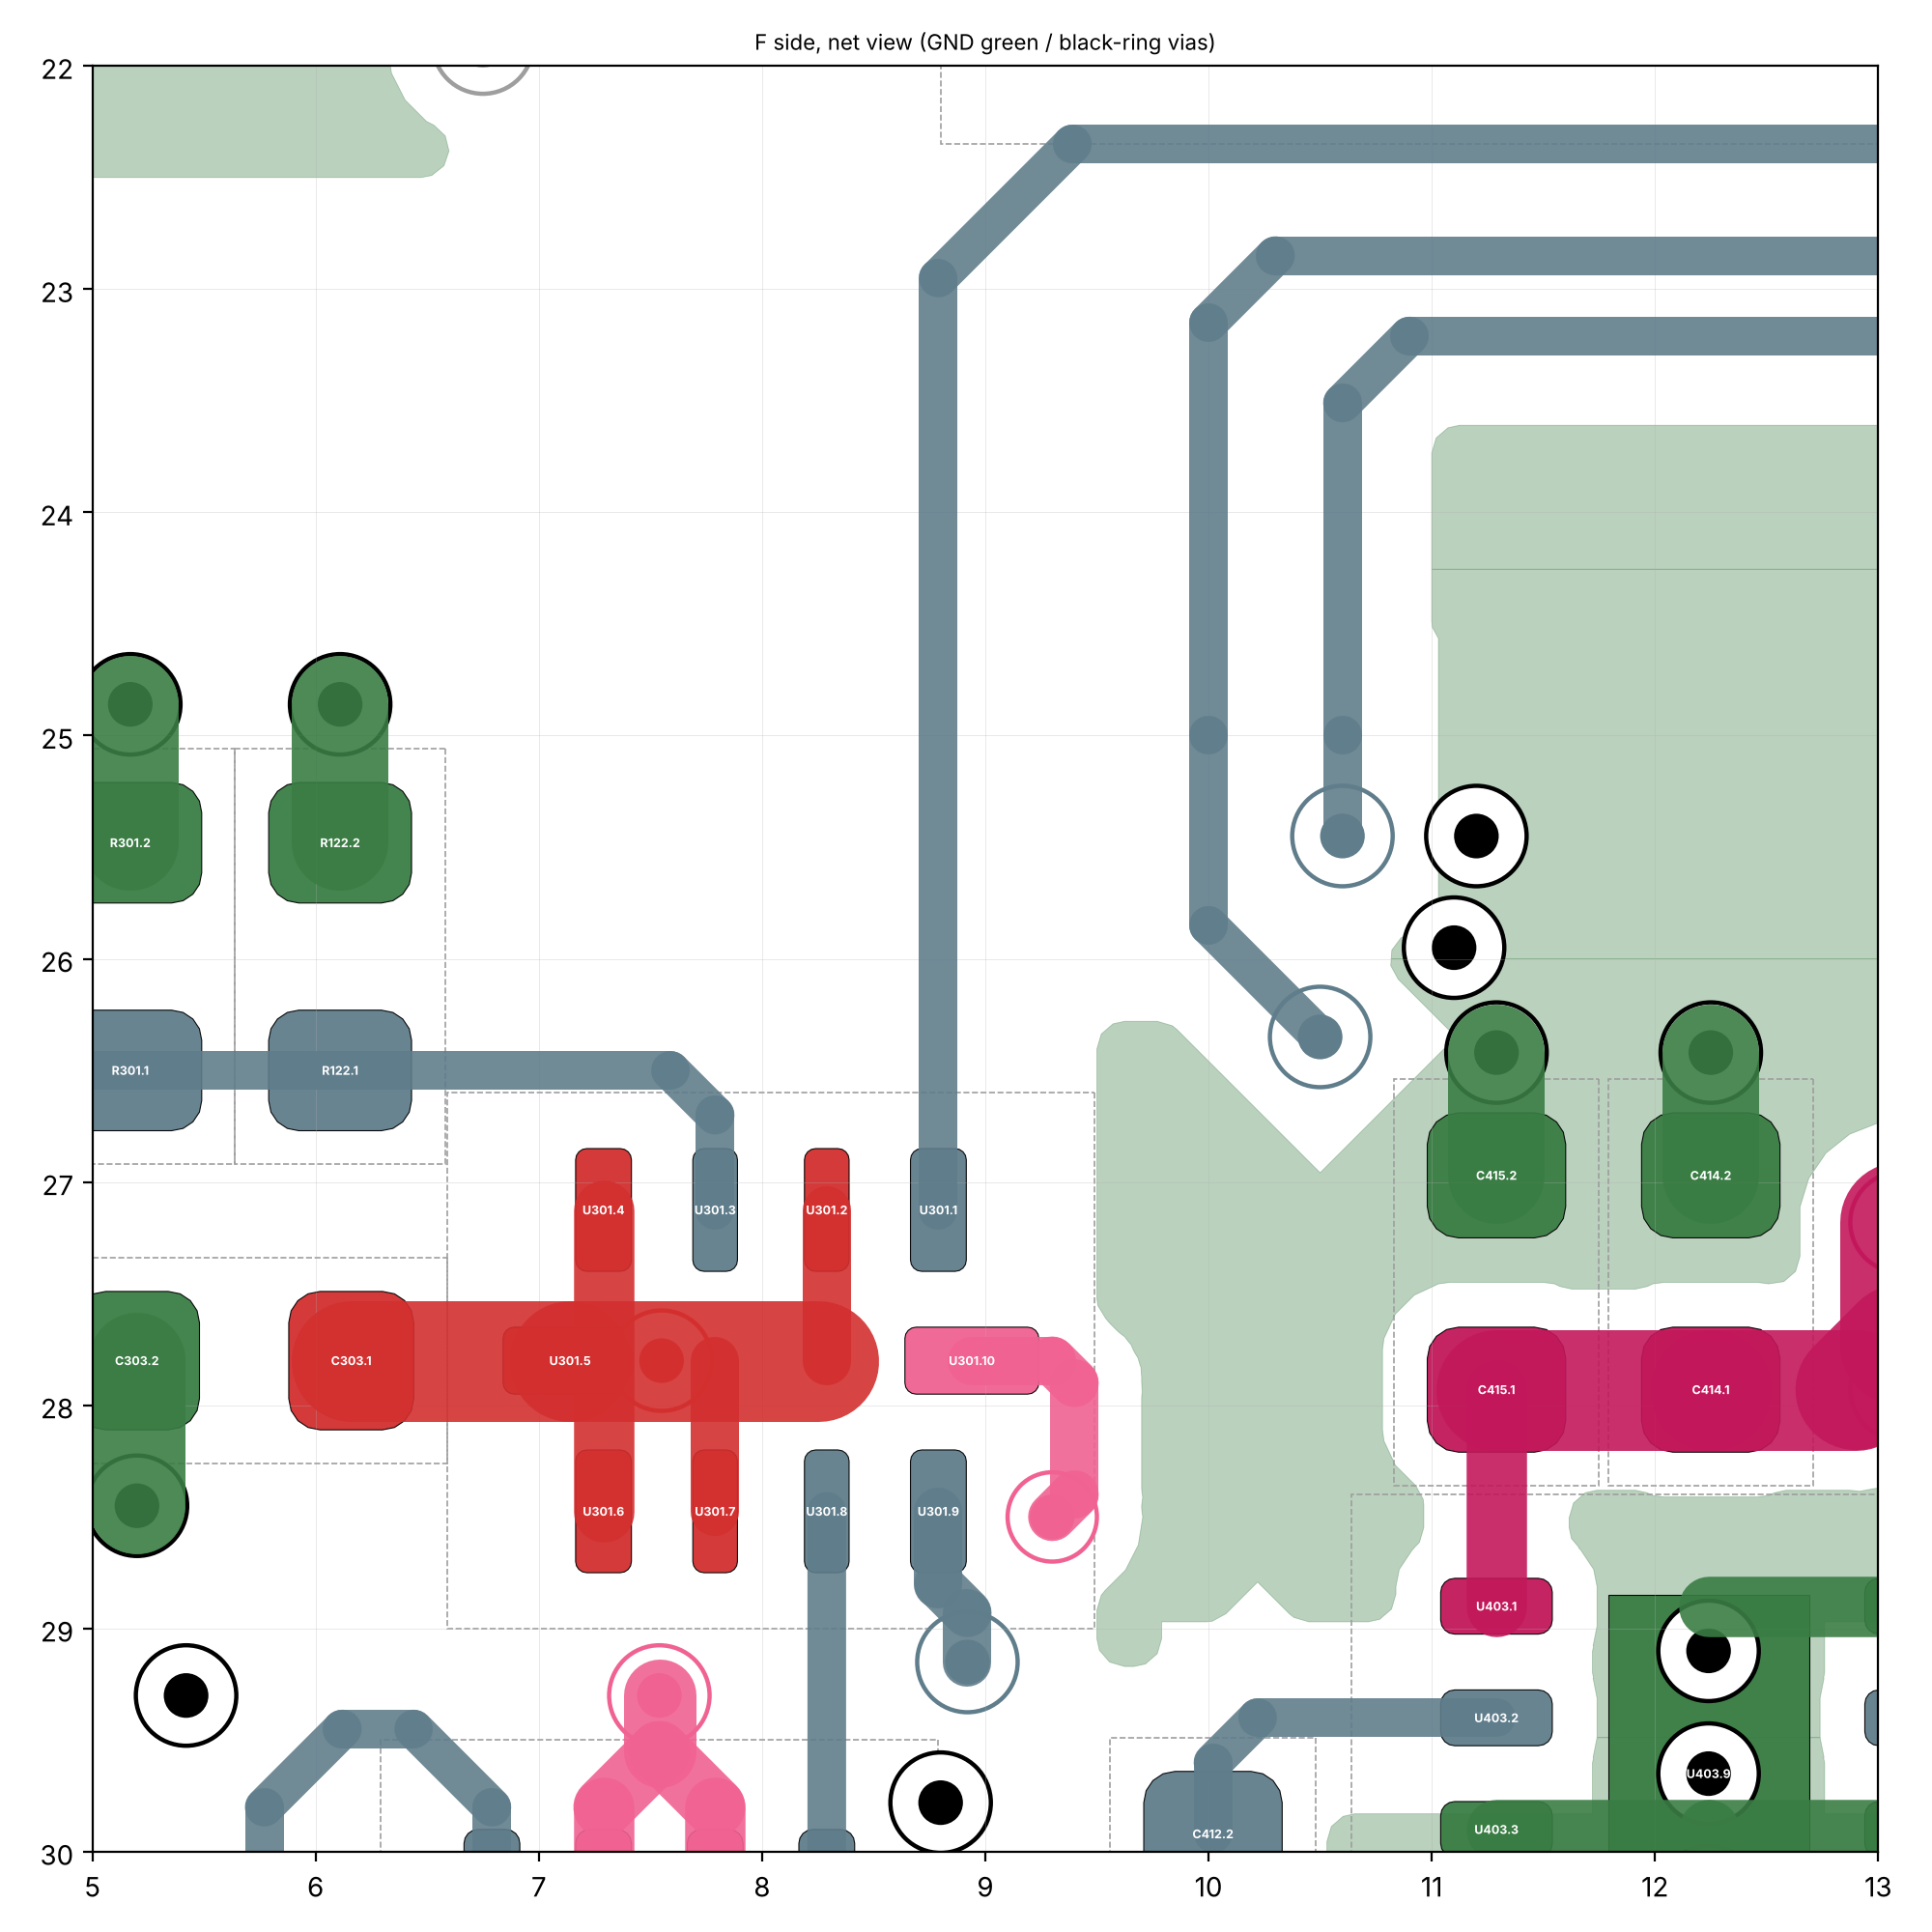 F side, net view (GND green / black-ring vias)
22
23
24
25
R301.2
R122.2
26
R301.1
R122.1
C415.2
C414.2
27
U301.4
U301.3
U301.2
U301.1
C303.2
C303.1
U301.5
U301.10
C415.1
C414.1
28
U301.6
U301.7
U301.8
U301.9
U403.1
29
U403.2
U403.9
U403.3
C412.2
30
5
6
7
8
9
10
11
12
13